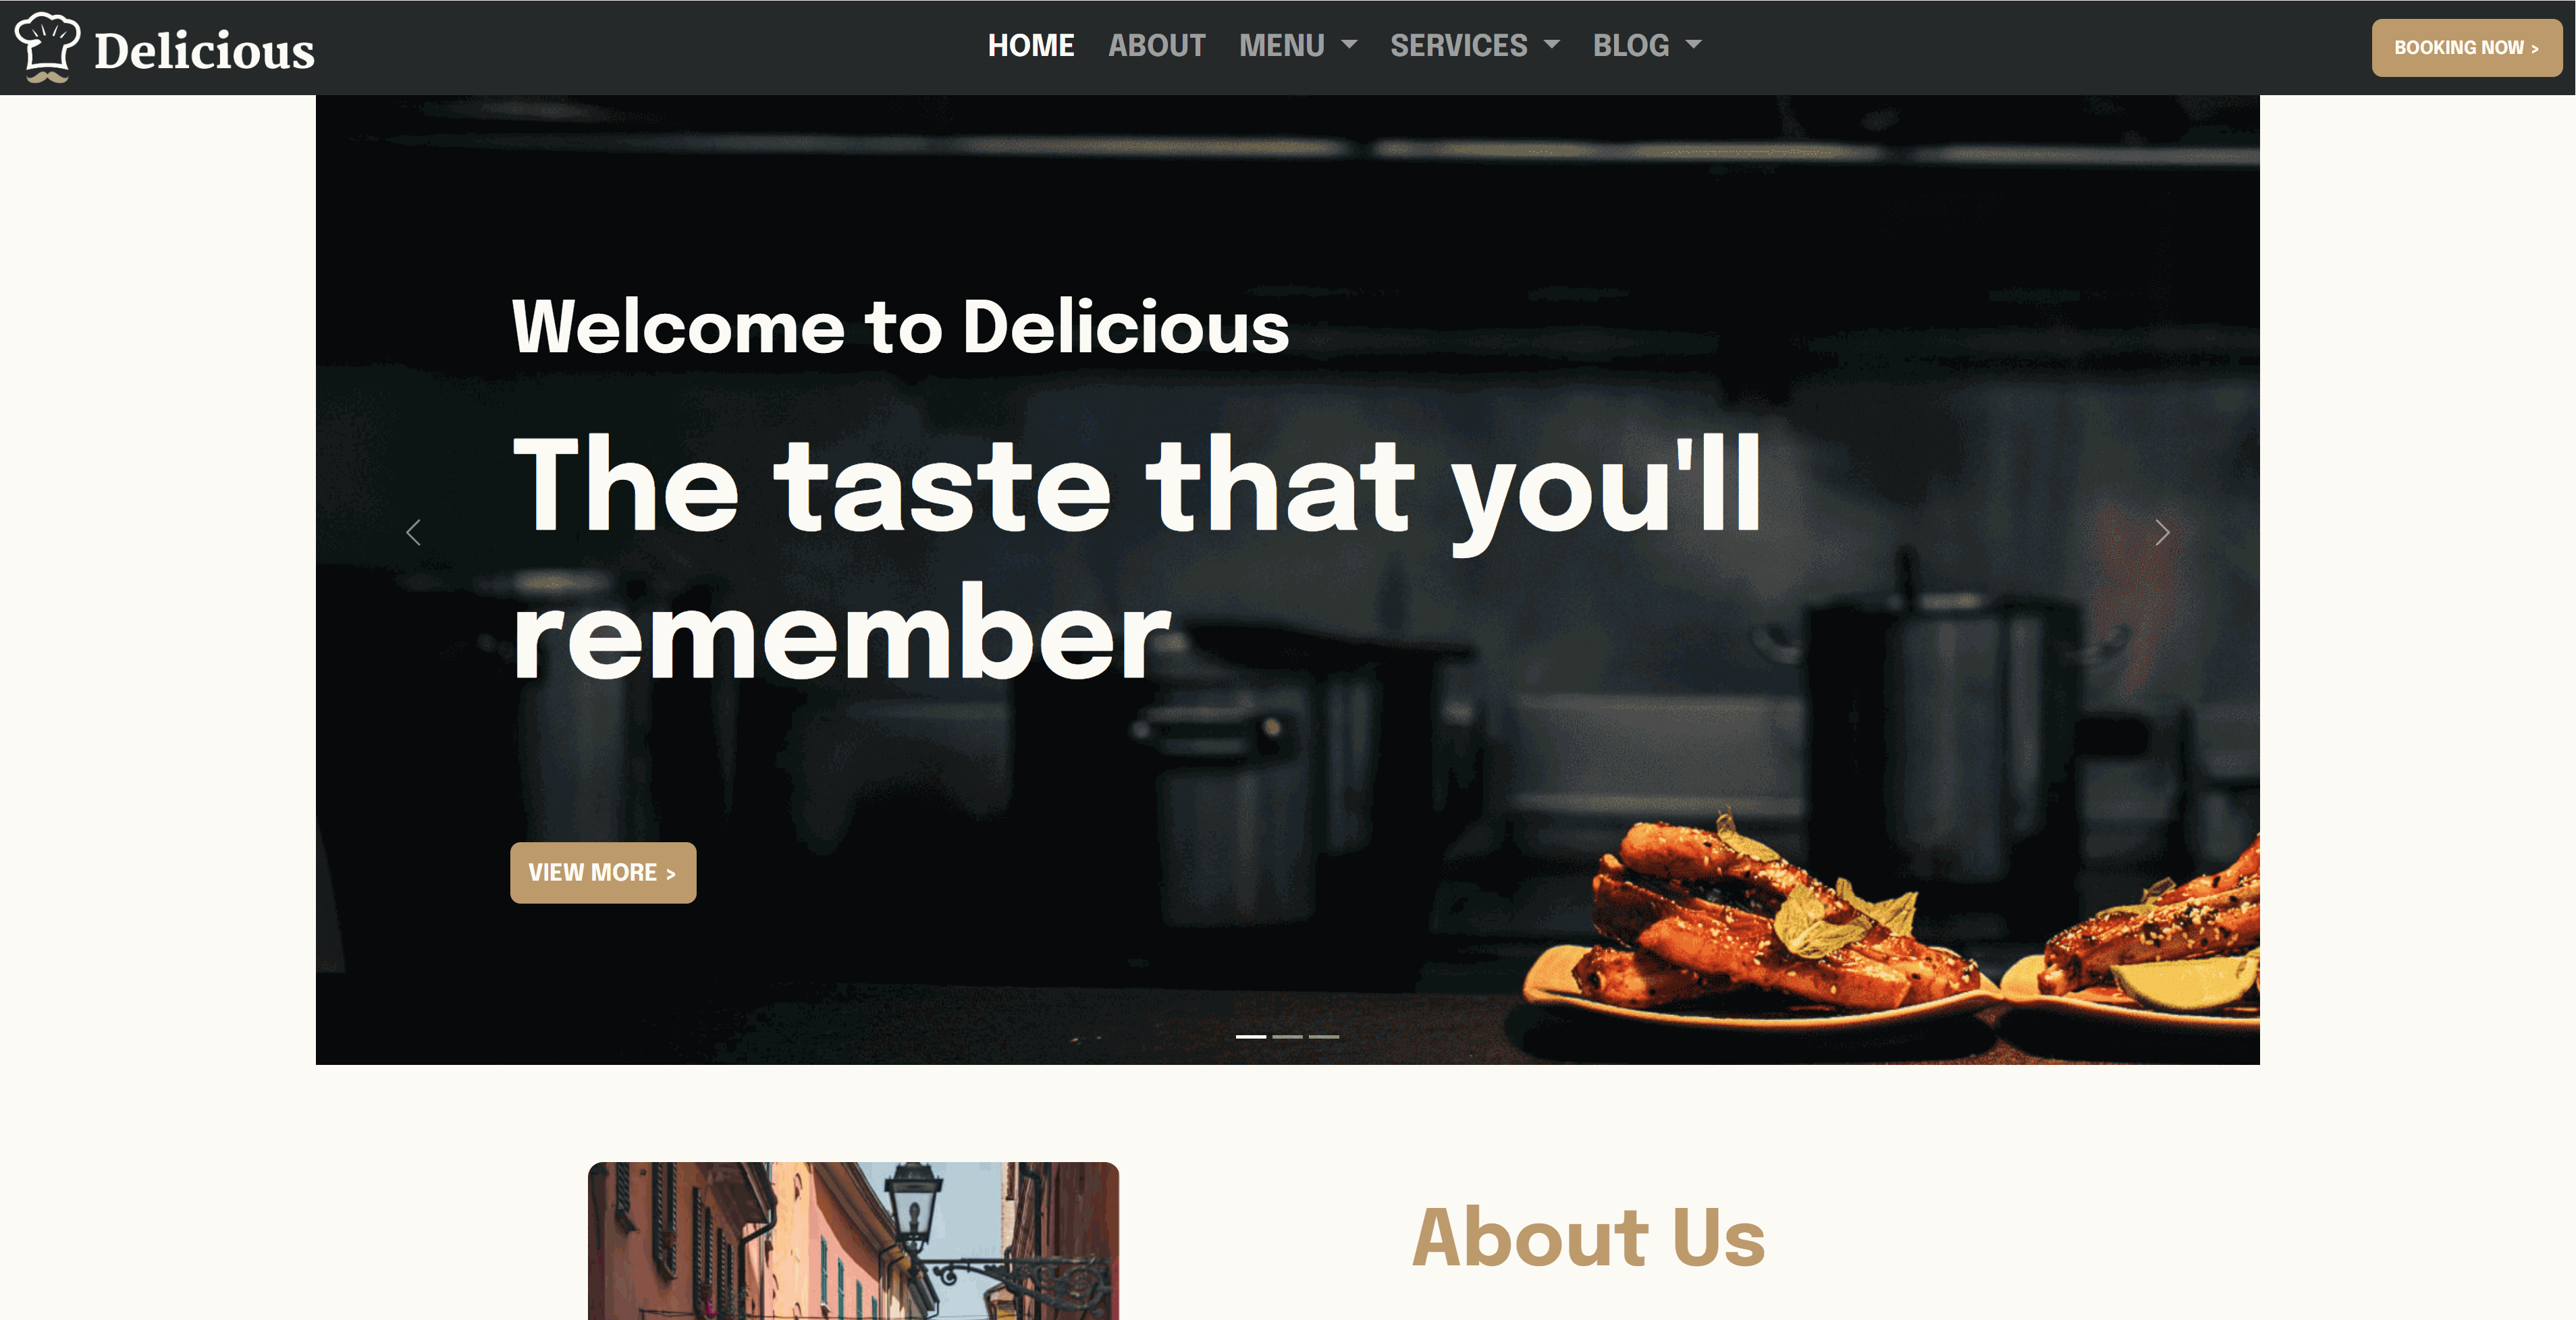 Delicious
HOME ABOUT MENU SERVICES BLOG
BOOKING NOW >
Welcome to Delicious
The taste that you'll
remember
VIEW MORE >
About Us